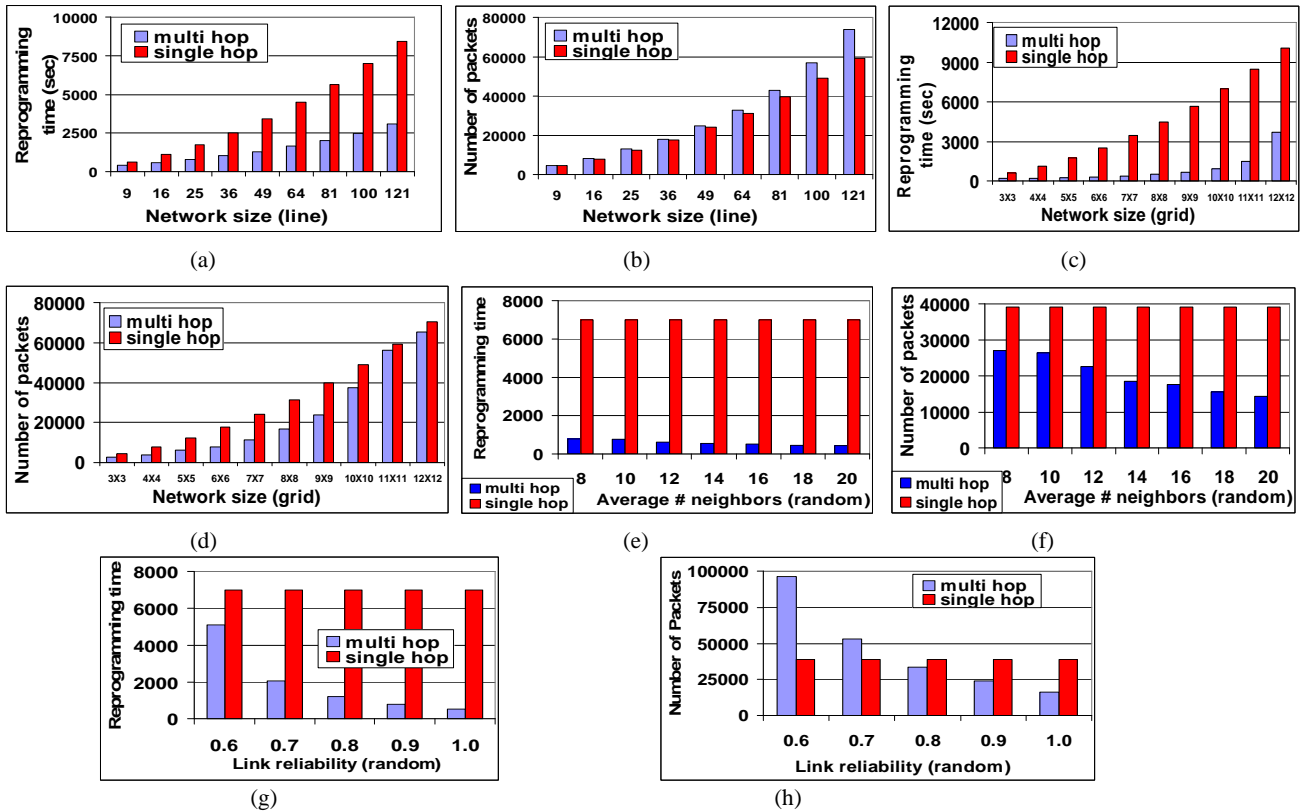 10000
7500
5000
2500
0
Reprogramming
time (sec)
multi hop
single hop
9 16 25 36 49 64 81 100 121
Network size (line)
(a)
80000
60000
40000
20000
0
Number of packets
multi hop
single hop
9 16 25 36 49 64 81 100 121
Network size (line)
(b)
12000
9000
6000
3000
0
Reprogramming
time (sec)
multi hop
single hop
3X3 4X4 5X5 6X6 7X7 8X8 9X9 10X10 11X11 12X12
Network size (grid)
(c)
80000
60000
40000
20000
0
Number of packets
multi hop
single hop
3X3 4X4 5X5 6X6 7X7 8X8 9X9 10X10 11X11 12X12
Network size (grid)
(d)
8000
6000
4000
2000
0
Reprogramming time
8 10 12 14 16 18 20
Average # neighbors (random)
multi hop
single hop
(e)
40000
30000
20000
10000
0
Number of packets
8 10 12 14 16 18 20
Average # neighbors (random)
multi hop
single hop
(f)
8000
6000
4000
2000
0
Reprogramming time
multi hop
single hop
0.6 0.7 0.8 0.9 1.0
Link reliability (random)
(g)
100000
75000
50000
25000
0
Number of Packets
multi hop
single hop
0.6 0.7 0.8 0.9 1.0
Link reliability (random)
(h)